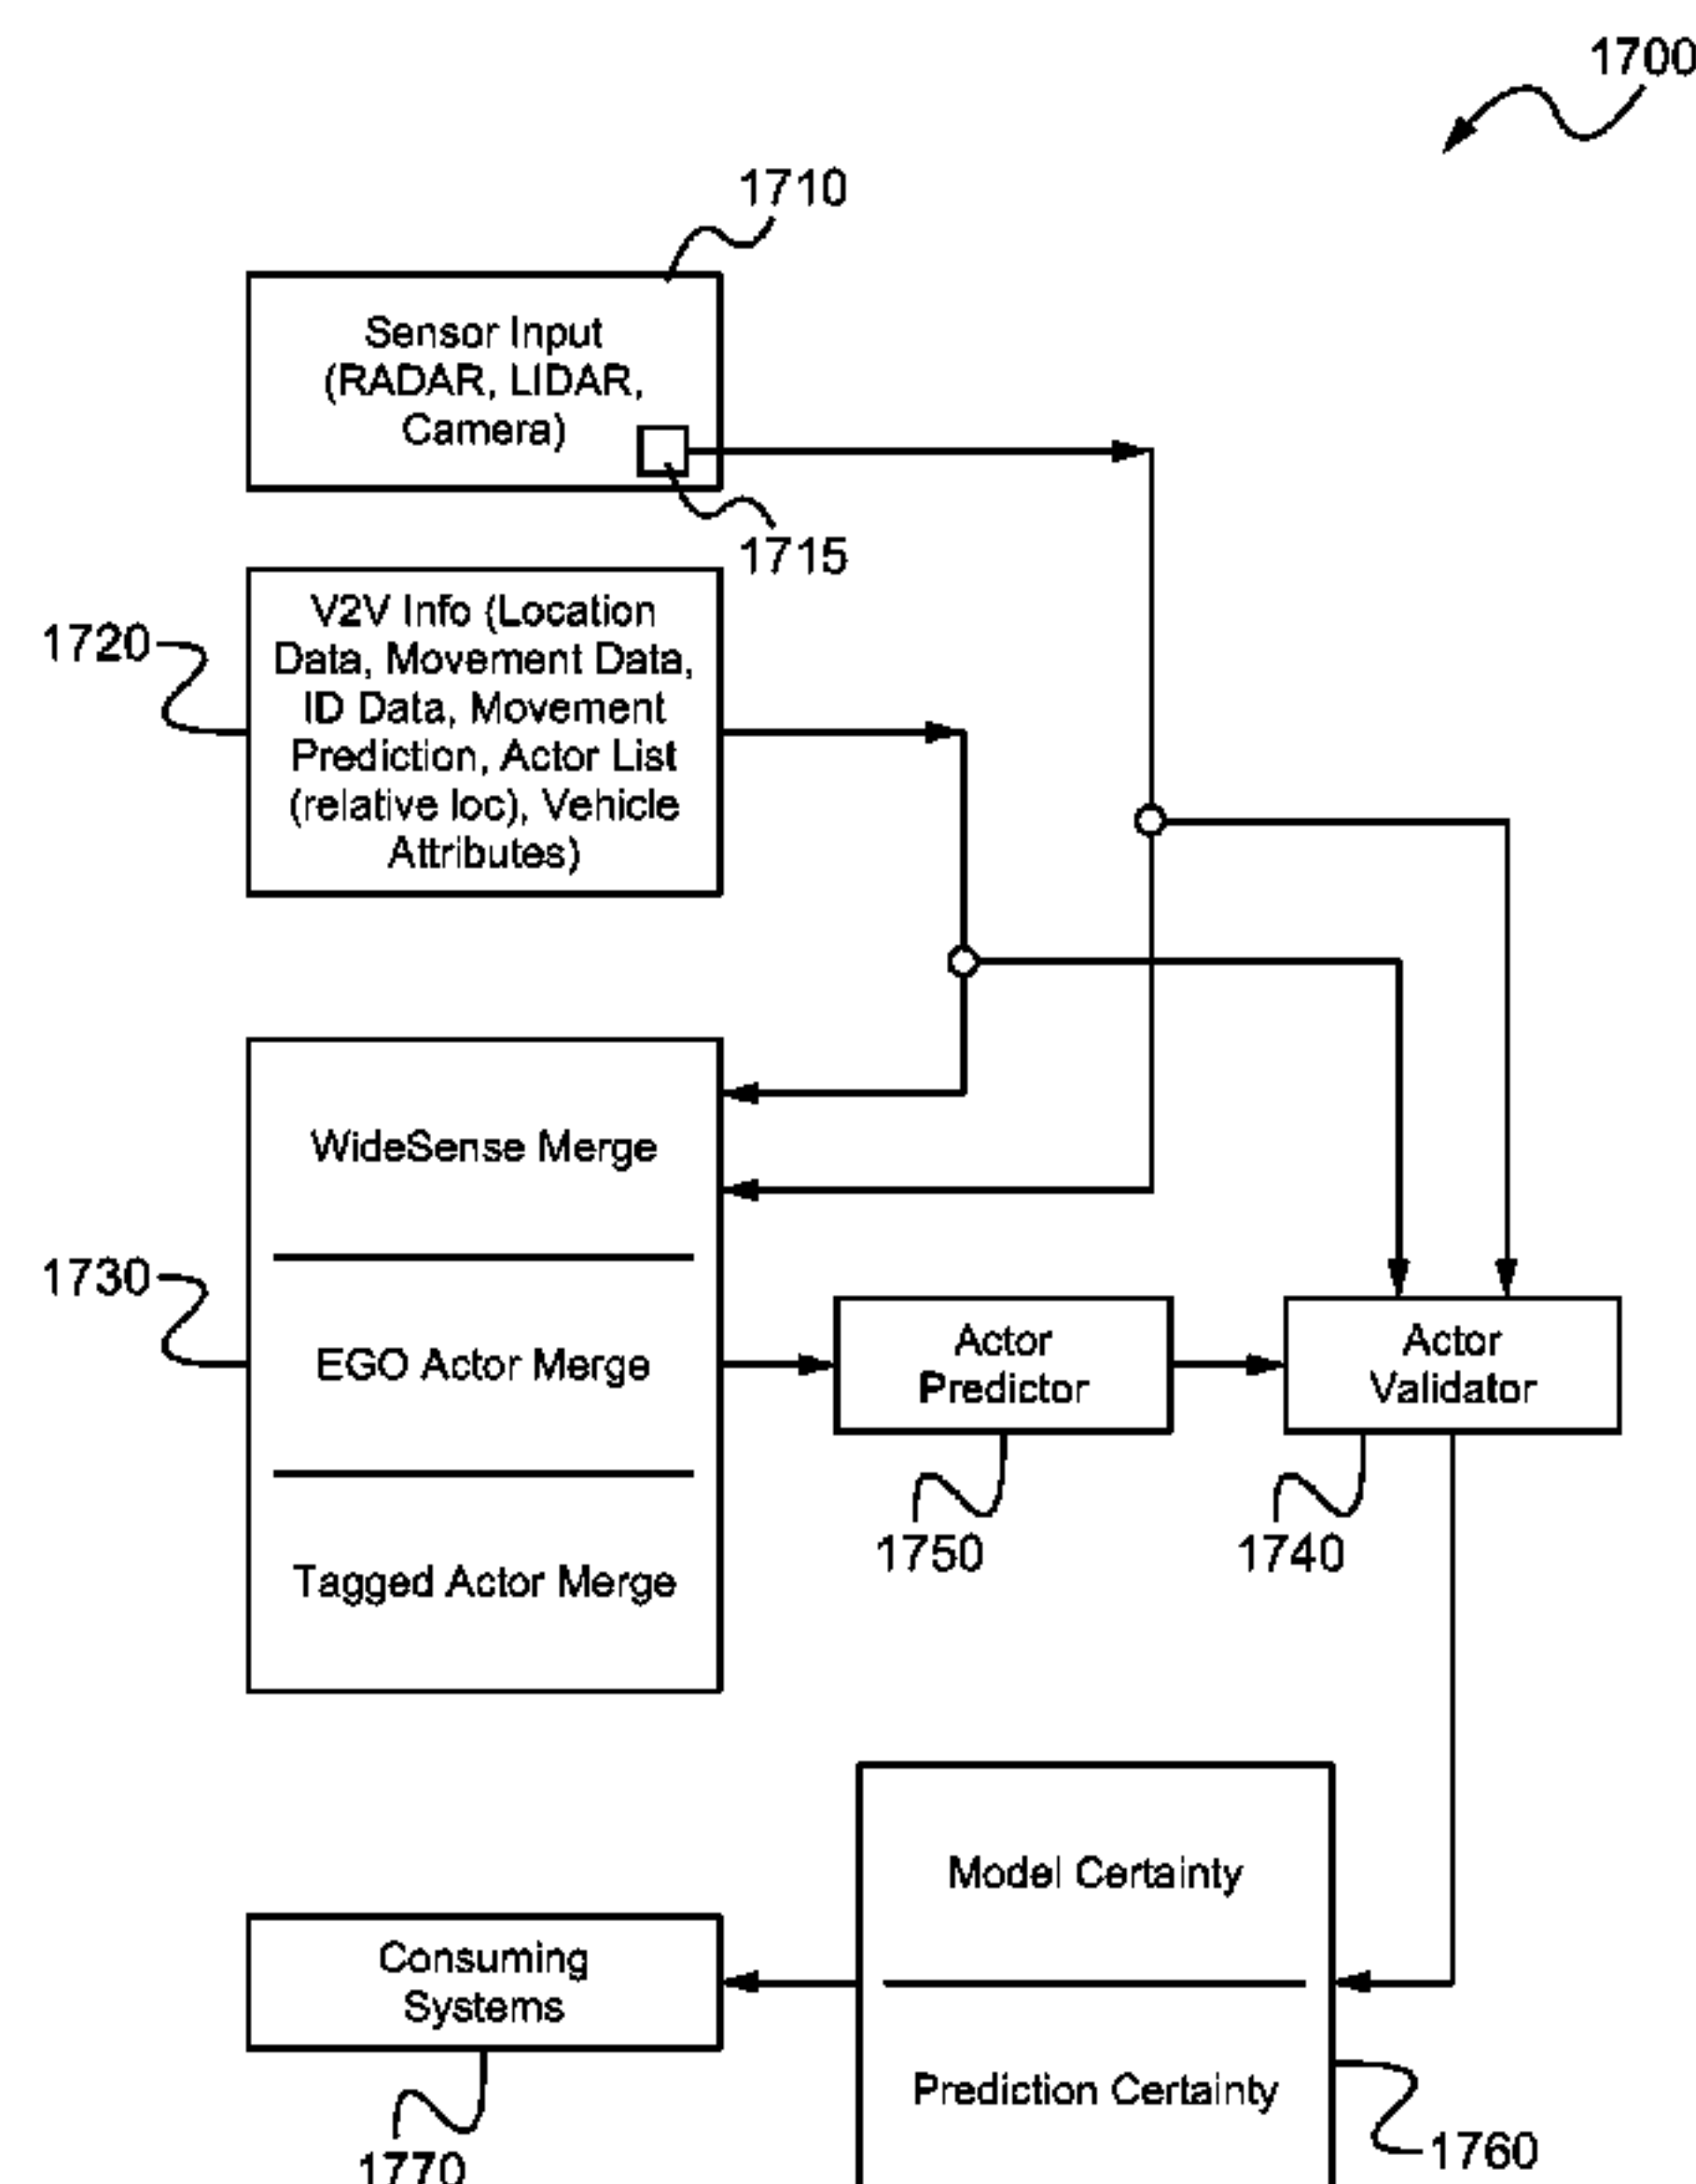 1700
1710
Sensor Input
(RADAR, LIDAR,
Camera)
1715
1720
V2V Info (Location
Data, Movement Data,
ID Data, Movement
Prediction, Actor List
(relative loc), Vehicle
Attributes)
WideSense Merge
1730
EGO Actor Merge
Tagged Actor Merge
Actor
Predictor
1750
Actor
Validator
1740
Model Certainty
Prediction Certainty
1760
Consuming
Systems
1770